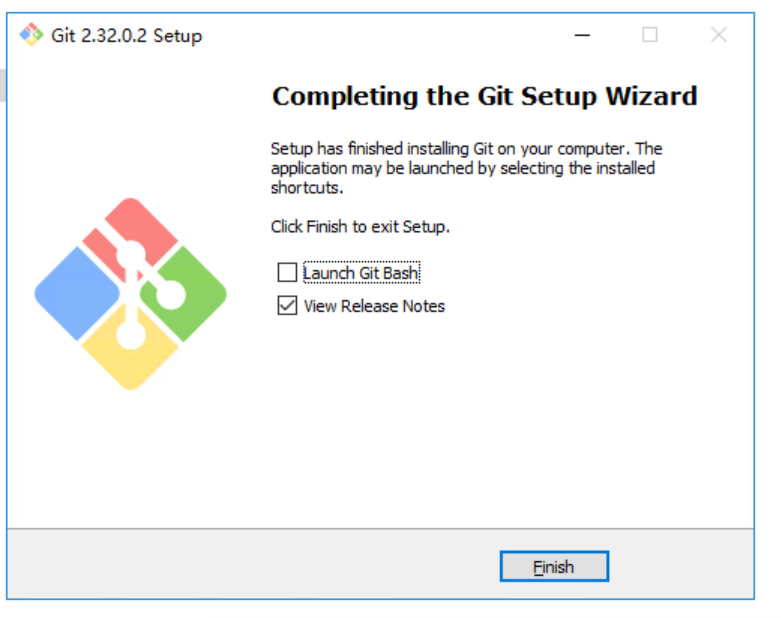 Git 2.32.0.2 Setup
Completing the Git Setup Wizard
Setup has finished installing Git on your computer. The
application may be launched by selecting the installed
shortcuts.
Click Finish to exit Setup.
Launch Git Bash
View Release Notes
Finish